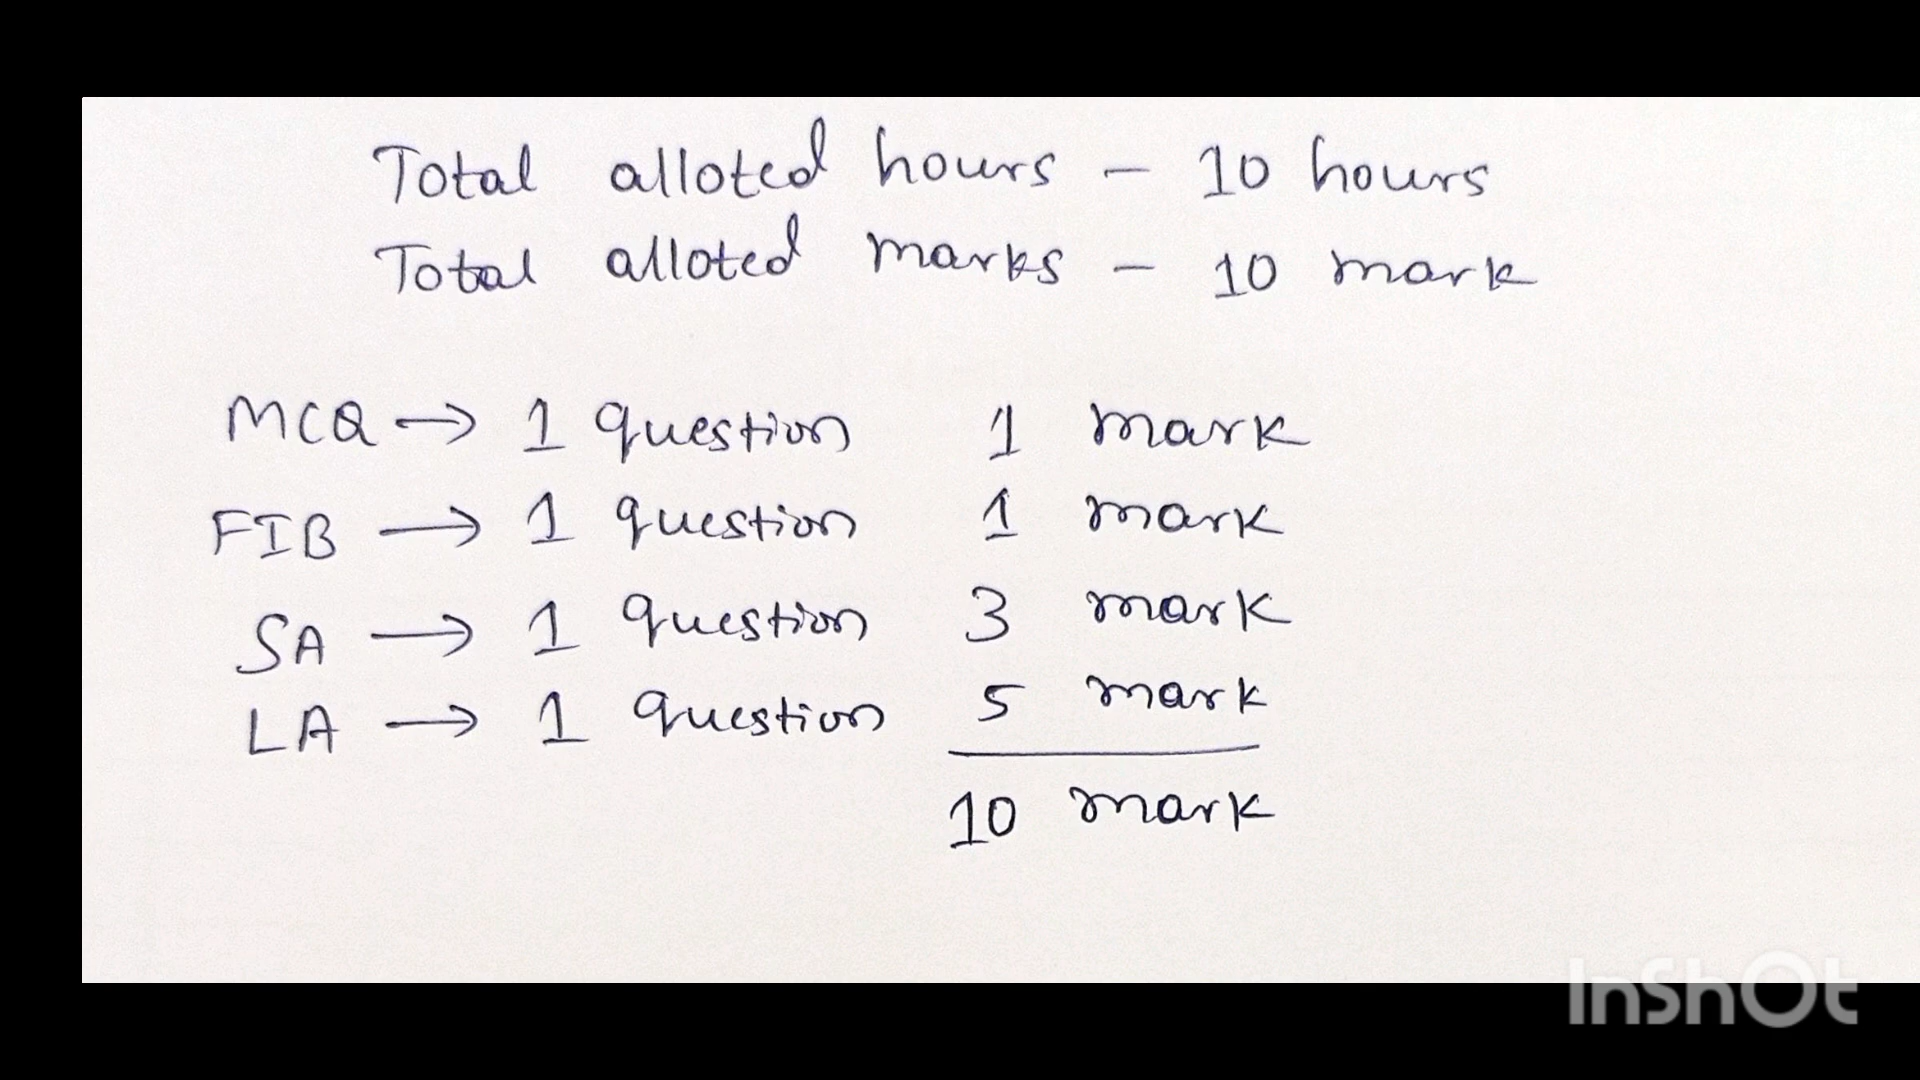 Total alloted hours - 10 hours
Total alloted marks - 10 mark
MCQ → 1 question 1 mark
FIB → 1 question 1 mark
SA → 1 question 3 mark
LA → 1 question 5 mark
10 mark
InShOt